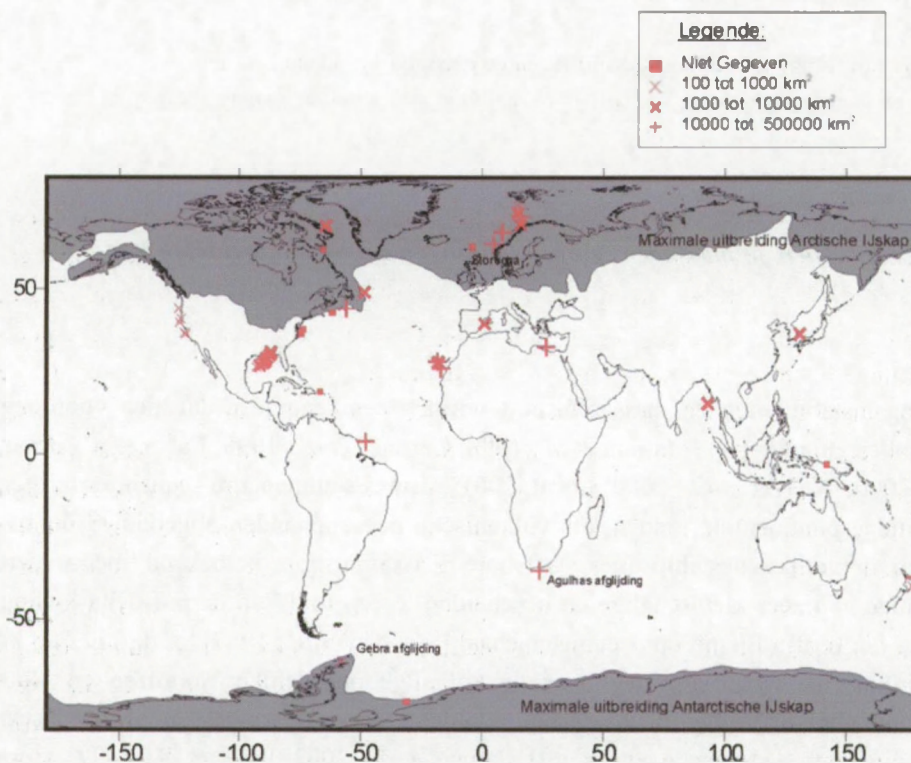 Legende:
Niet Gegeven
100 tot 1000 km²
1000 tot 10000 km²
10000 tot 500000 km²
Maximale uitbreiding Arctische IJskap
Storegga
50
0
Agulhas afglijding
-50
Gebra afglijding
Maximale uitbreiding Antarctische IJskap
-150
-100
-50
0
50
100
150